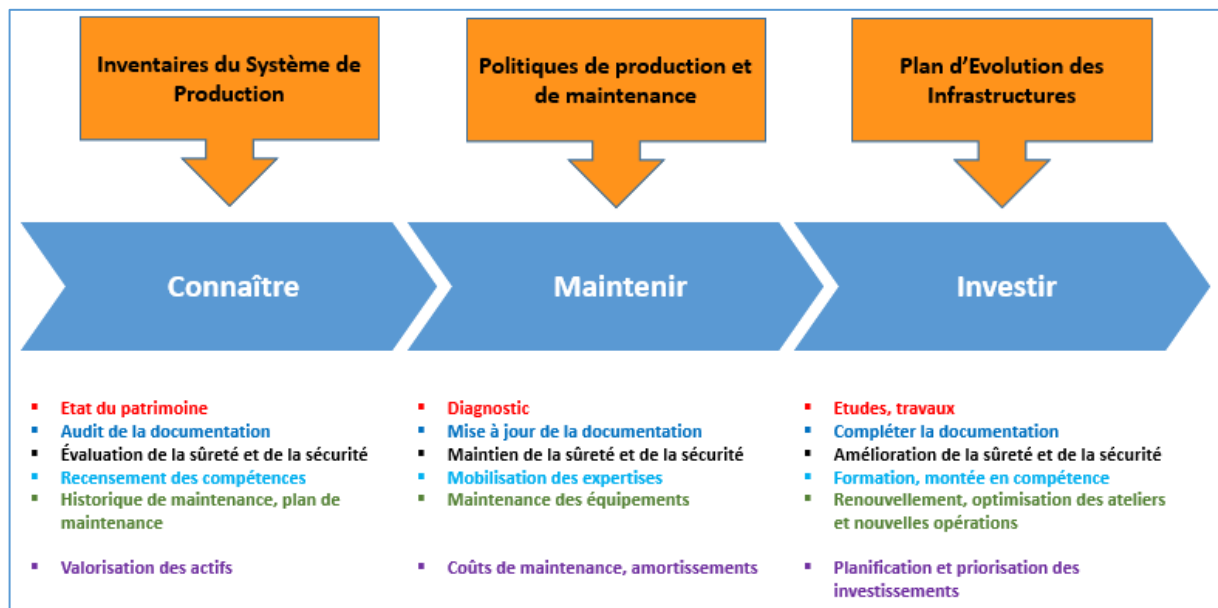 Inventaires du Système de
Production
Politiques de production et
de maintenance
Plan d’Evolution des
Infrastructures
Connaître
Maintenir
Investir
▪ Etat du patrimoine
▪ Audit de la documentation
▪ Évaluation de la sûreté et de la sécurité
▪ Recensement des compétences
▪ Historique de maintenance, plan de
maintenance
▪ Valorisation des actifs
▪ Diagnostic
▪ Mise à jour de la documentation
▪ Maintien de la sûreté et de la sécurité
▪ Mobilisation des expertises
▪ Maintenance des équipements
▪ Coûts de maintenance, amortissements
▪ Etudes, travaux
▪ Compléter la documentation
▪ Amélioration de la sûreté et de la sécurité
▪ Formation, montée en compétence
▪ Renouvellement, optimisation des ateliers
et nouvelles opérations
▪ Planification et priorisation des
investissements